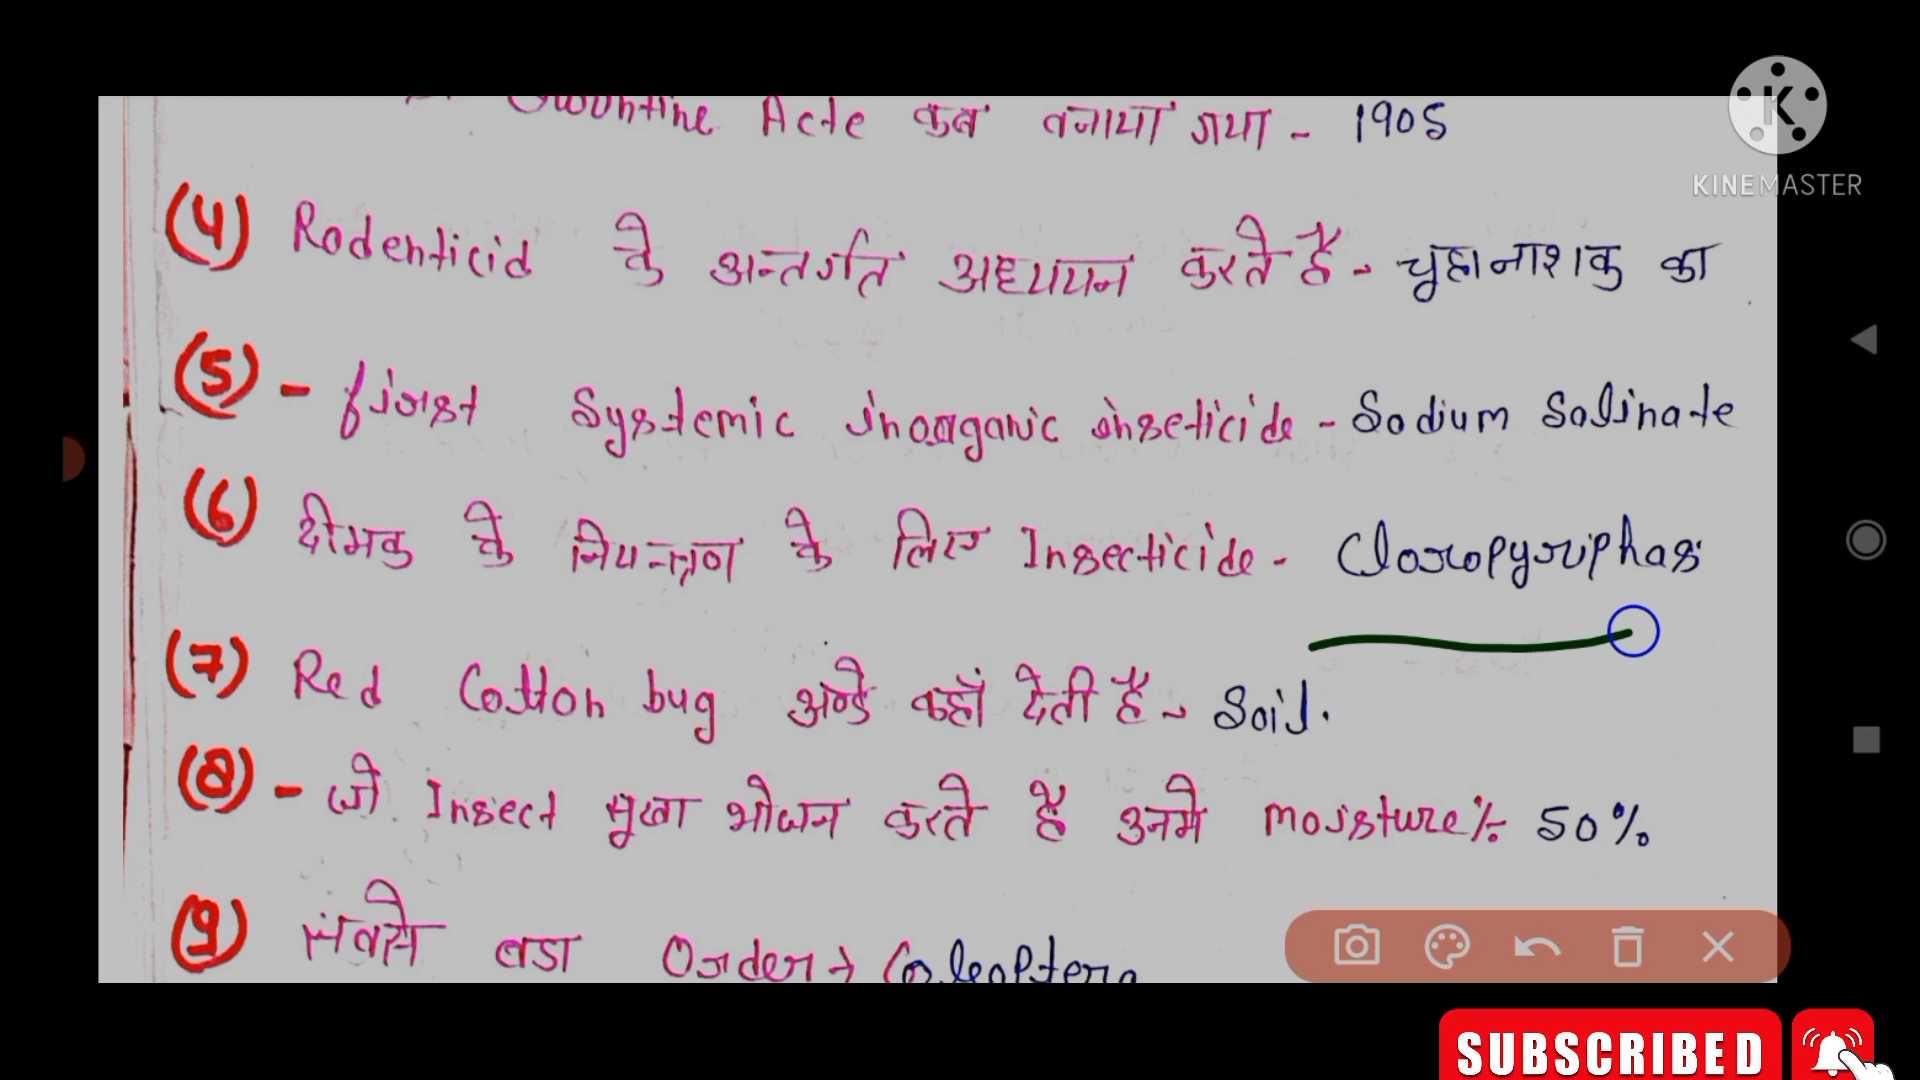 Acte कब बनाया गया - 1905
KINEMASTER
(4) Rodenticid के अन्तर्गत अध्ययन करते है - चूहानाशक का
(5) - first Systemic inorganic inseticide - Sodium Salinate
(6) दीमक के नियन्त्रण के लिए Insecticide - Cloropyriphas
(7) Red Cotton bug अण्डे कहाँ देती है - Soil.
(8) - जो Insect सुखा भोजन करते है उनमे moisture% 50%
(9) सबसे बडा Order → Coleoptera
SUBSCRIBED